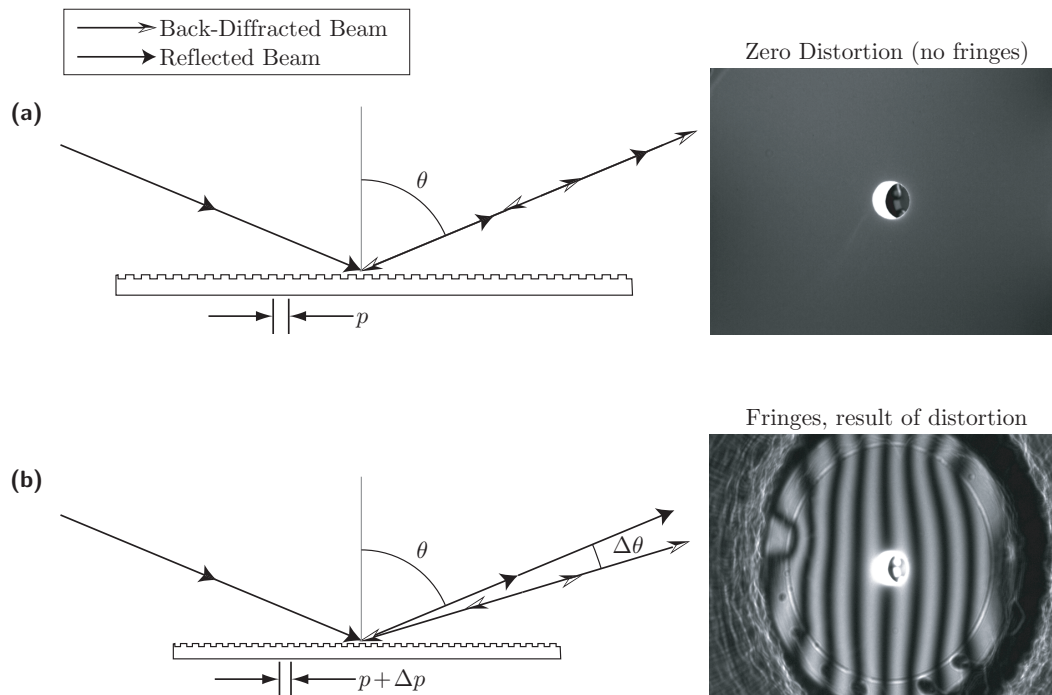 Back-Diffracted Beam
Reflected Beam
Zero Distortion (no fringes)
(a)
θ
p
Fringes, result of distortion
(b)
θ
Δθ
p + Δp